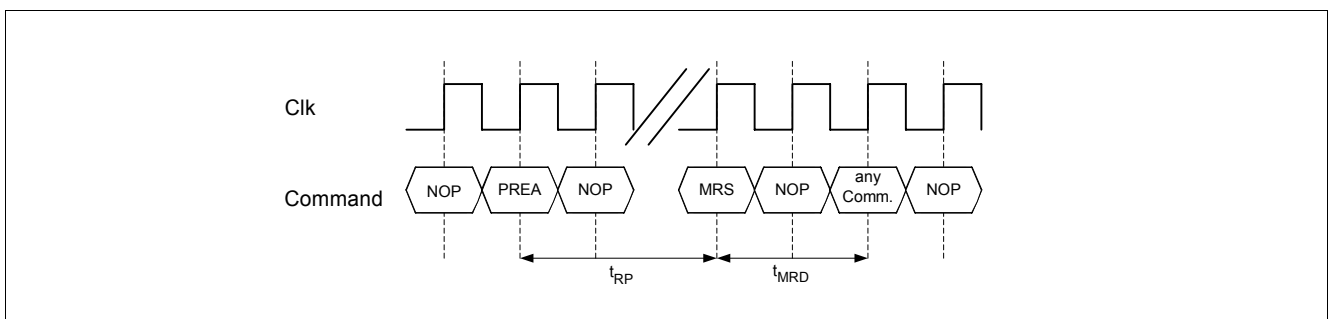 Clk
Command
NOP
PREA
NOP
MRS
NOP
any
Comm.
NOP
tRP
tMRD